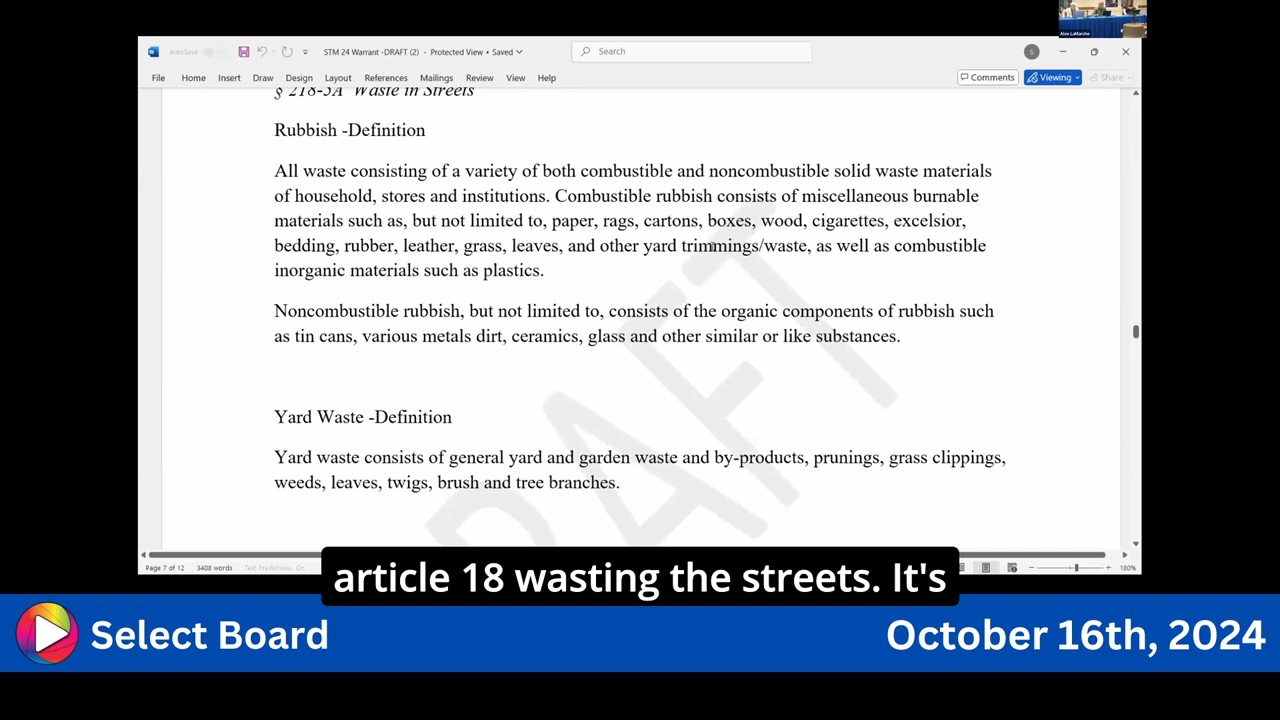 Alex LaMarche
AutoSave
STM 24 Warrant -DRAFT (2) • Protected View • Saved
Search
S
File Home Insert Draw Design Layout References Mailings Review View Help
Comments
Viewing
Share
§ 218-5A Waste in Streets
Rubbish -Definition
All waste consisting of a variety of both combustible and noncombustible solid waste materials
of household, stores and institutions. Combustible rubbish consists of miscellaneous burnable
materials such as, but not limited to, paper, rags, cartons, boxes, wood, cigarettes, excelsior,
bedding, rubber, leather, grass, leaves, and other yard trimmings/waste, as well as combustible
inorganic materials such as plastics.
Noncombustible rubbish, but not limited to, consists of the organic components of rubbish such
as tin cans, various metals dirt, ceramics, glass and other similar or like substances.
Yard Waste -Definition
Yard waste consists of general yard and garden waste and by-products, prunings, grass clippings,
weeds, leaves, twigs, brush and tree branches.
DRAFT
Page 7 of 12 3408 words Text Predictions: On
180%
article 18 wasting the streets. It's
Select Board
October 16th, 2024